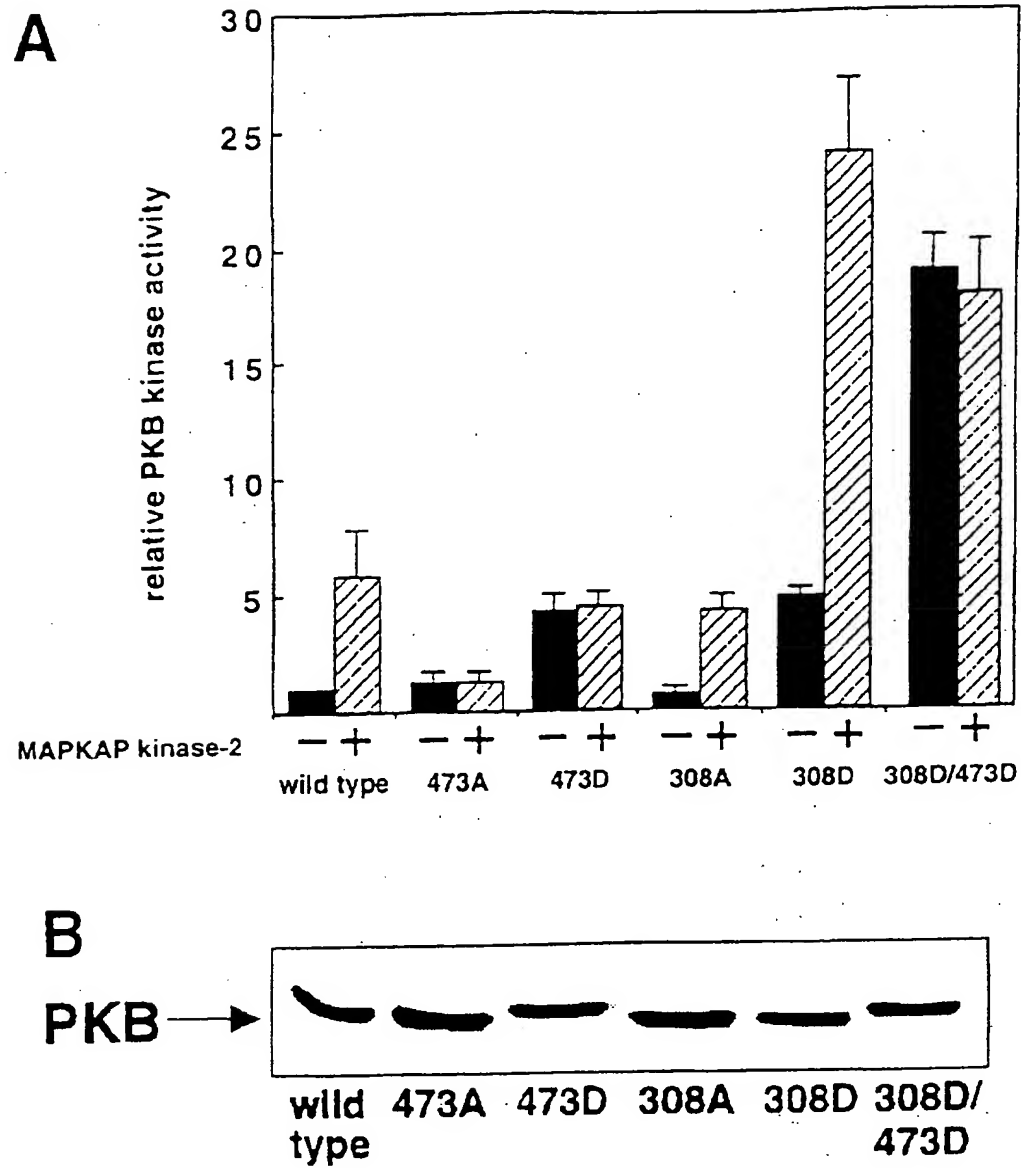 A
30
25
20
15
10
5
relative PKB kinase activity
MAPKAP kinase-2
− + − + − + − + − + − +
wild type 473A 473D 308A 308D 308D/473D
B
PKB
wild 473A 473D 308A 308D 308D/
type 473D